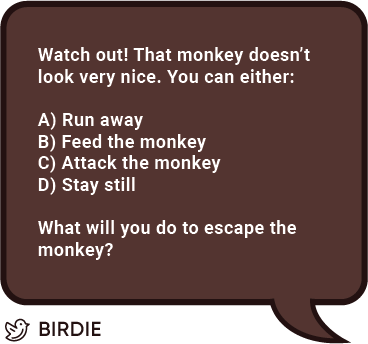 Watch out! That monkey doesn’t
look very nice. You can either:
A) Run away
B) Feed the monkey
C) Attack the monkey
D) Stay still
What will you do to escape the
monkey?
BIRDIE